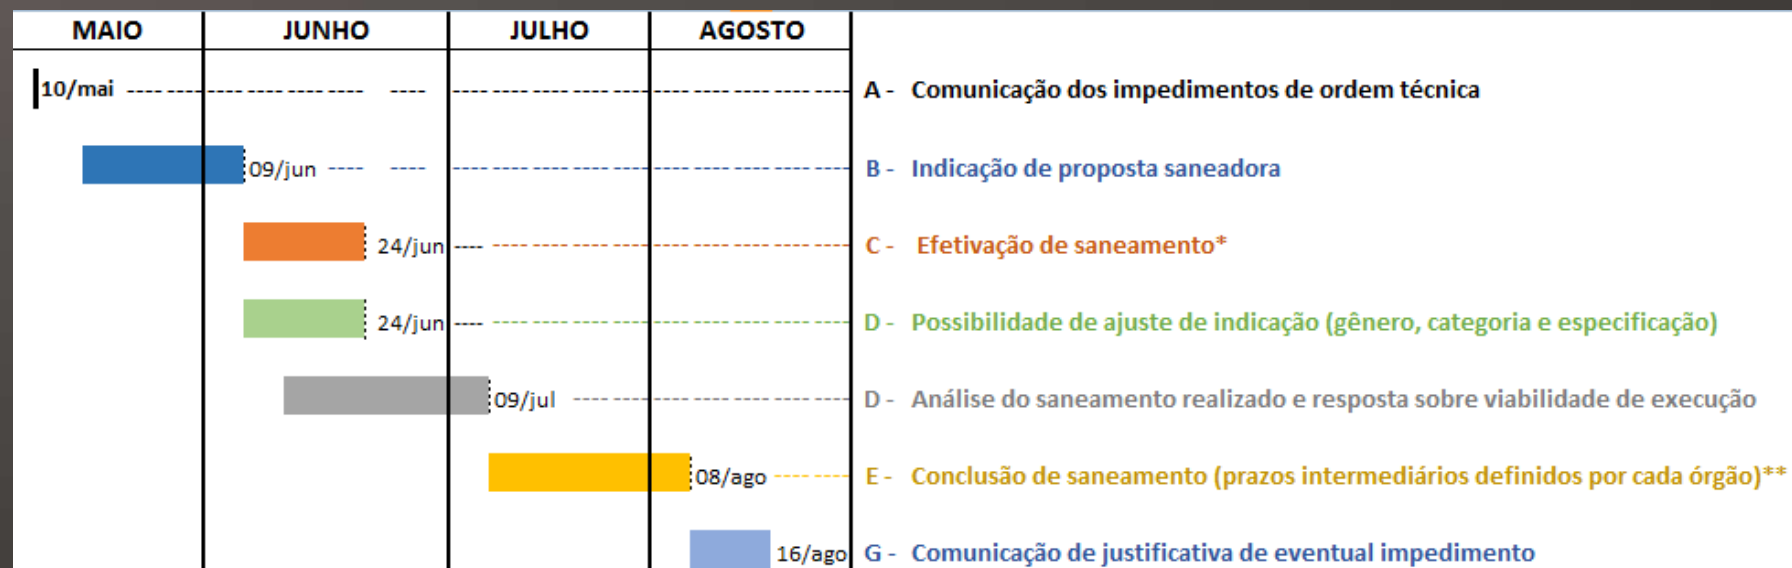 MAIO JUNHO JULHO AGOSTO
10/mai A - Comunicação dos impedimentos de ordem técnica
09/jun B - Indicação de proposta saneadora
24/jun C - Efetivação de saneamento*
24/jun D - Possibilidade de ajuste de indicação (gênero, categoria e especificação)
09/jul D - Análise do saneamento realizado e resposta sobre viabilidade de execução
08/ago E - Conclusão de saneamento (prazos intermediários definidos por cada órgão)**
16/ago G - Comunicação de justificativa de eventual impedimento